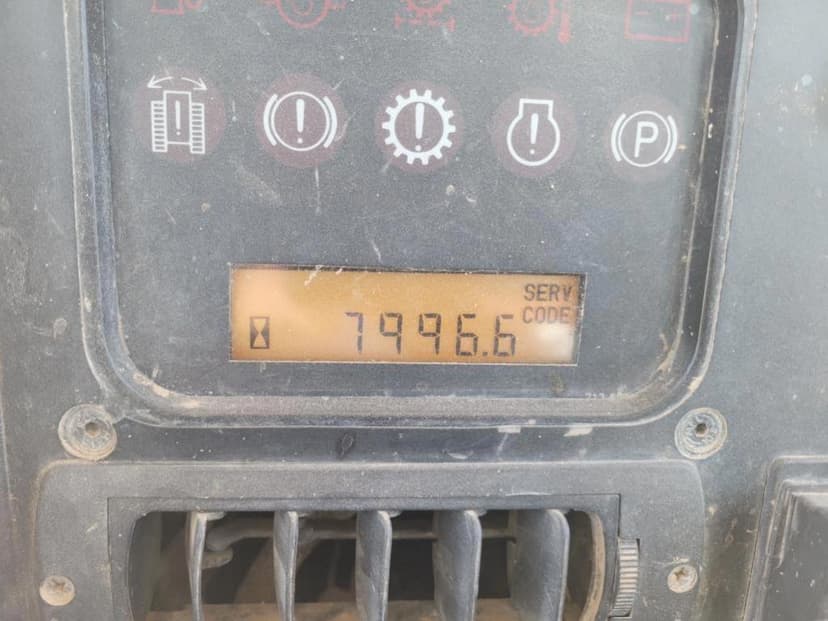 ! (!) ! ! (P)
SERV
7996.6 CODE